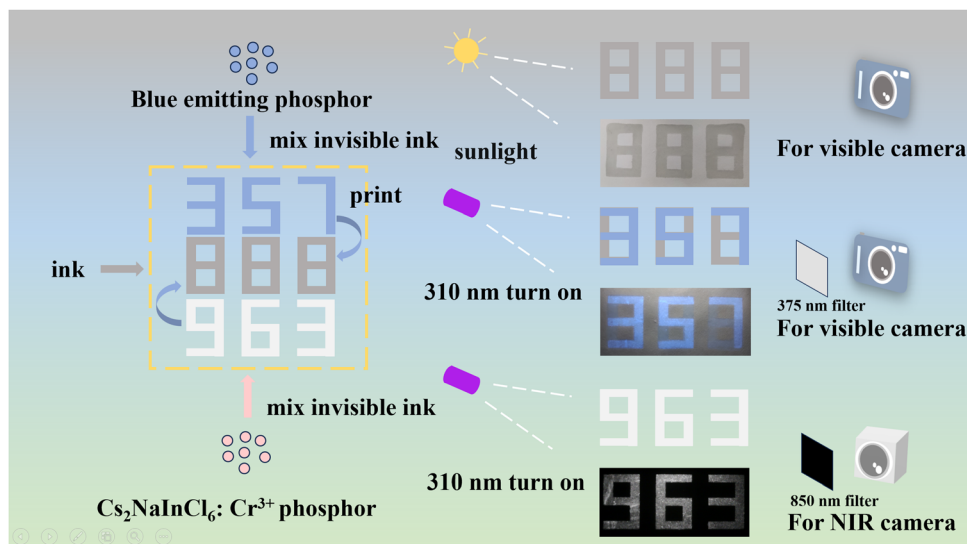 Blue emitting phosphor
mix invisible ink
print
ink
357
888
963
mix invisible ink
Cs₂NaInCl₆: Cr³⁺ phosphor
sunlight
888
888
For visible camera
310 nm turn on
357
357
375 nm filter
For visible camera
310 nm turn on
963
963
850 nm filter
For NIR camera